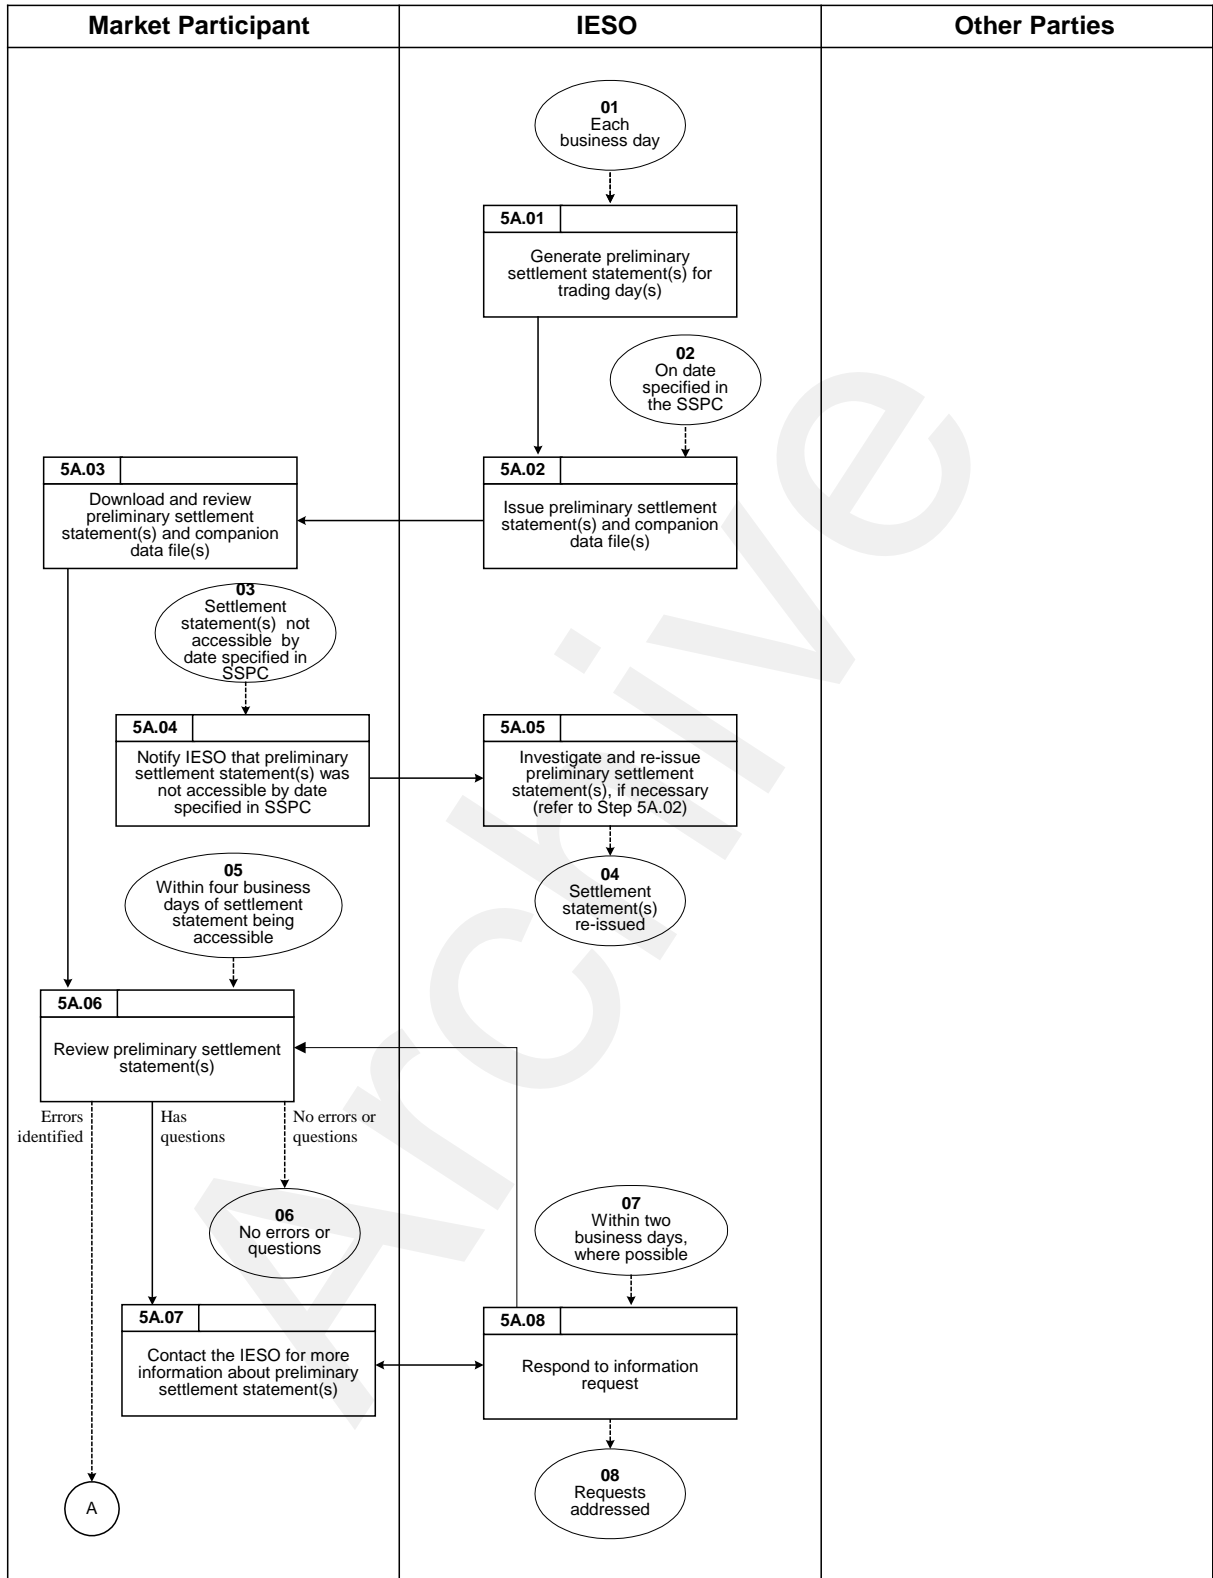 Market Participant
IESO
Other Parties
01
Each
business day
5A.01
Generate preliminary
settlement statement(s) for
trading day(s)
02
On date
specified in
the SSPC
5A.03
Download and review
preliminary settlement
statement(s) and companion
data file(s)
5A.02
Issue preliminary settlement
statement(s) and companion
data file(s)
03
Settlement
statement(s) not
accessible by
date specified in
SSPC
5A.04
Notify IESO that preliminary
settlement statement(s) was
not accessible by date
specified in SSPC
5A.05
Investigate and re-issue
preliminary settlement
statement(s), if necessary
(refer to Step 5A.02)
05
Within four business
days of settlement
statement being
accessible
04
Settlement
statement(s)
re-issued
5A.06
Review preliminary settlement
statement(s)
Errors
identified
Has
questions
No errors or
questions
06
No errors or
questions
07
Within two
business days,
where possible
5A.07
Contact the IESO for more
information about preliminary
settlement statement(s)
5A.08
Respond to information
request
08
Requests
addressed
A
Archive